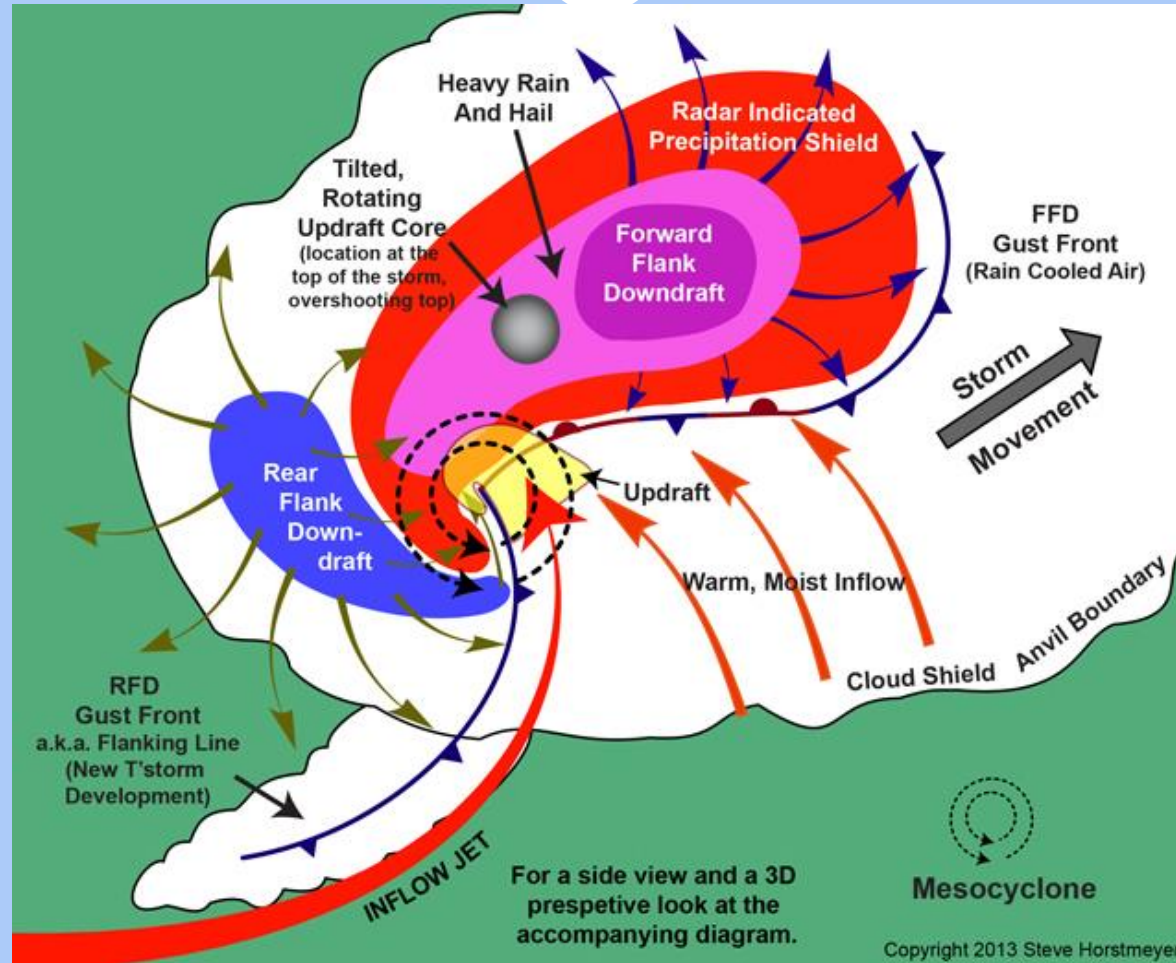 Heavy Rain
And Hail
Radar Indicated
Precipitation Shield
Tilted,
Rotating
Updraft Core
(location at the
top of the storm,
overshooting top)
Forward
Flank
Downdraft
FFD
Gust Front
(Rain Cooled Air)
Storm
Movement
Rear
Flank
Down-
draft
Updraft
Warm, Moist Inflow
Cloud Shield
Anvil Boundary
RFD
Gust Front
a.k.a. Flanking Line
(New T'storm
Development)
INFLOW JET
For a side view and a 3D
prespetive look at the
accompanying diagram.
Mesocyclone
Copyright 2013 Steve Horstmeyer